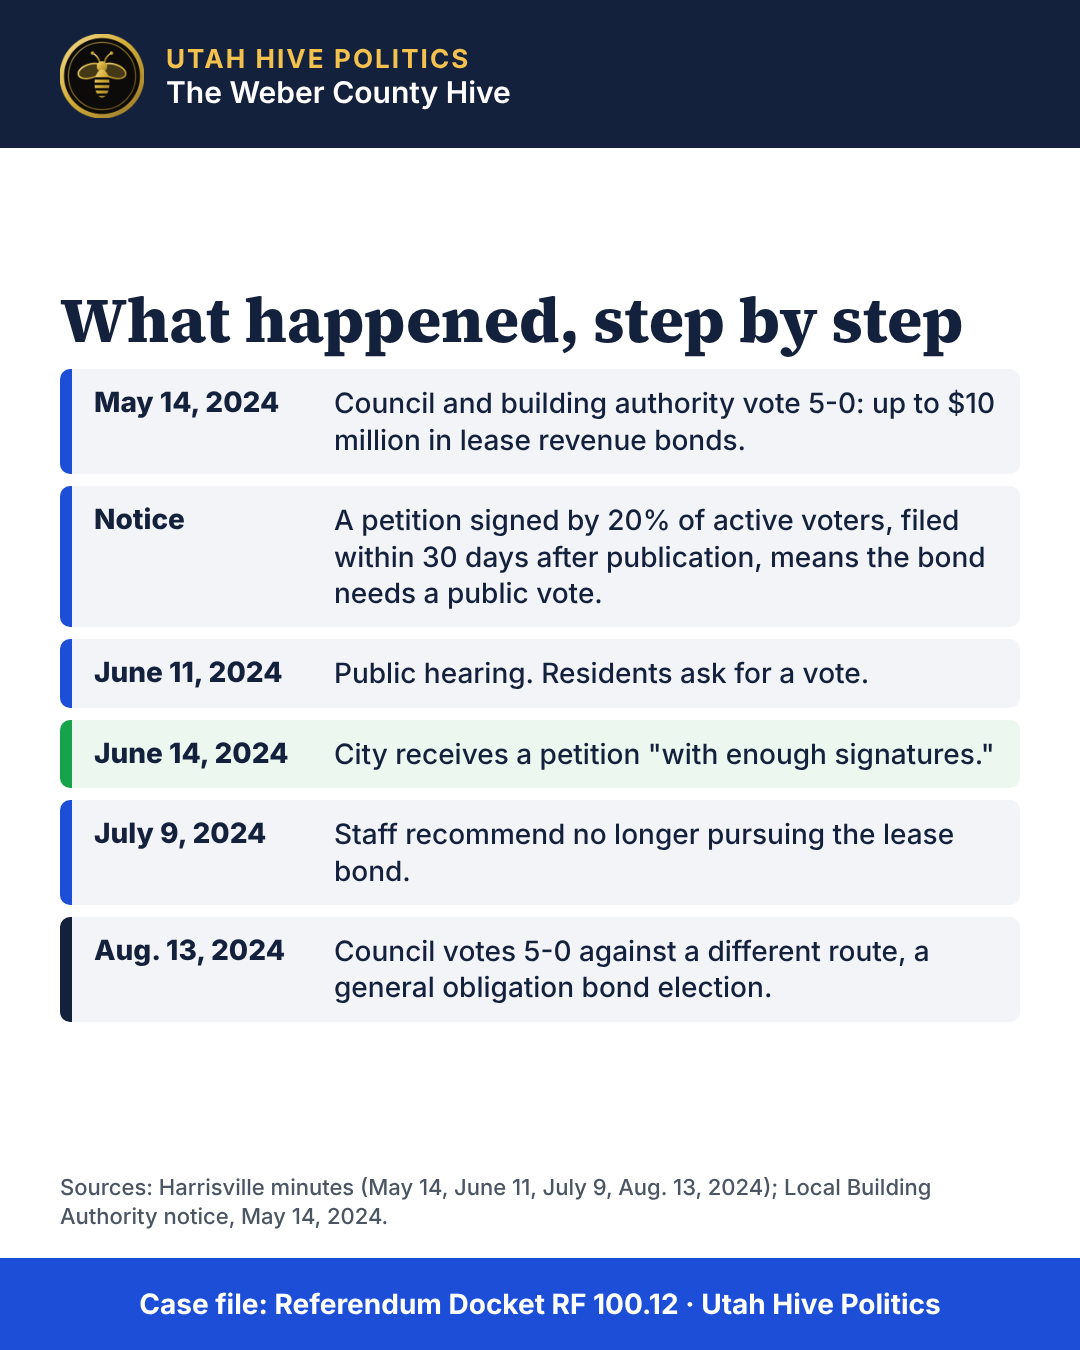 UTAH HIVE POLITICS
The Weber County Hive
What happened, step by step
May 14, 2024
Council and building authority vote 5-0: up to $10
million in lease revenue bonds.
Notice
A petition signed by 20% of active voters, filed
within 30 days after publication, means the bond
needs a public vote.
June 11, 2024
Public hearing. Residents ask for a vote.
June 14, 2024
City receives a petition "with enough signatures."
July 9, 2024
Staff recommend no longer pursuing the lease
bond.
Aug. 13, 2024
Council votes 5-0 against a different route, a
general obligation bond election.
Sources: Harrisville minutes (May 14, June 11, July 9, Aug. 13, 2024); Local Building
Authority notice, May 14, 2024.
Case file: Referendum Docket RF 100.12 · Utah Hive Politics